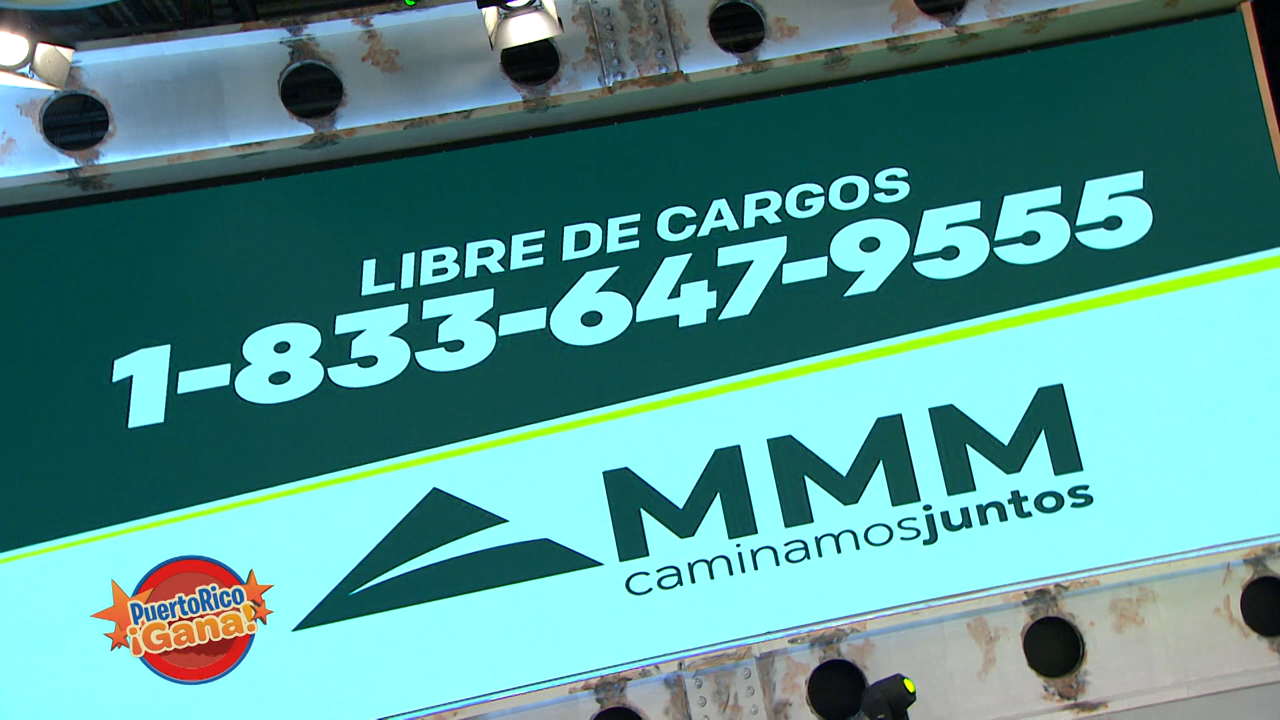 LIBRE DE CARGOS
1-833-647-9555
MMM
caminamosjuntos
PuertoRico
¡Gana!